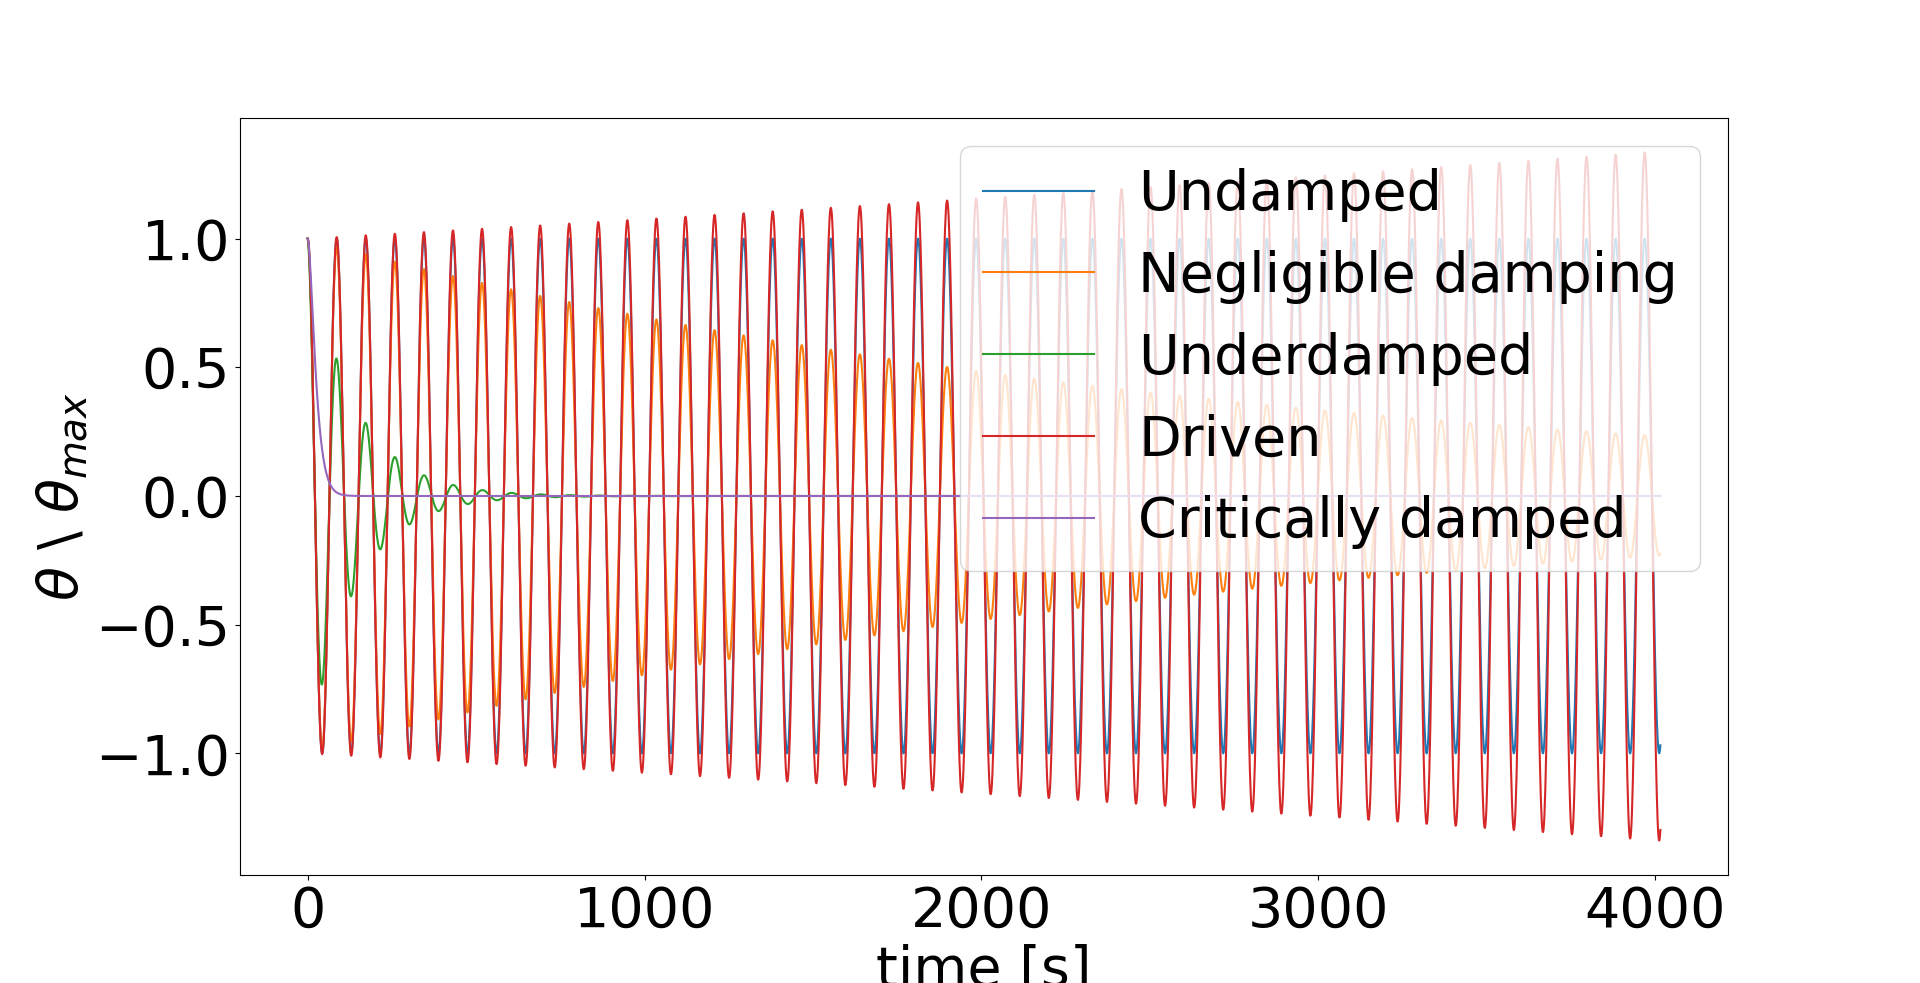 Undamped
Negligible damping
Underdamped
Driven
Critically damped
1.0
0.5
0.0
−0.5
−1.0
θ \ θmax
0 1000 2000 3000 4000
time [s]